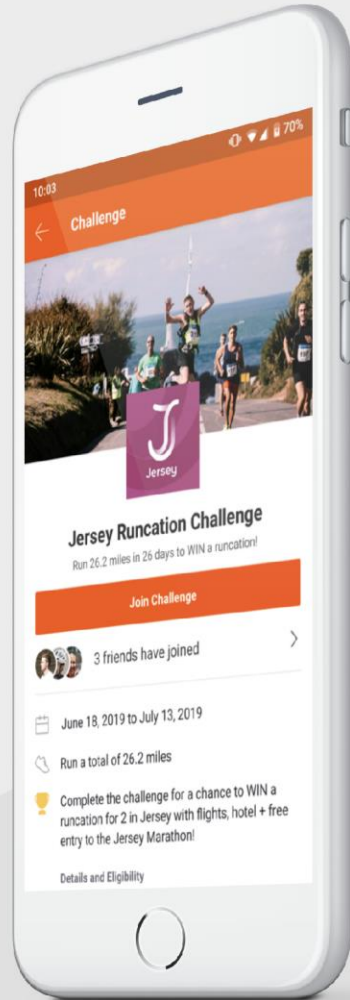 10:03
70%
Challenge
J
Jersey
Jersey Runcation Challenge
Run 26.2 miles in 26 days to WIN a runcation!
Join Challenge
3 friends have joined
June 18, 2019 to July 13, 2019
Run a total of 26.2 miles
Complete the challenge for a chance to WIN a
runcation for 2 in Jersey with flights, hotel + free
entry to the Jersey Marathon!
Details and Eligibility